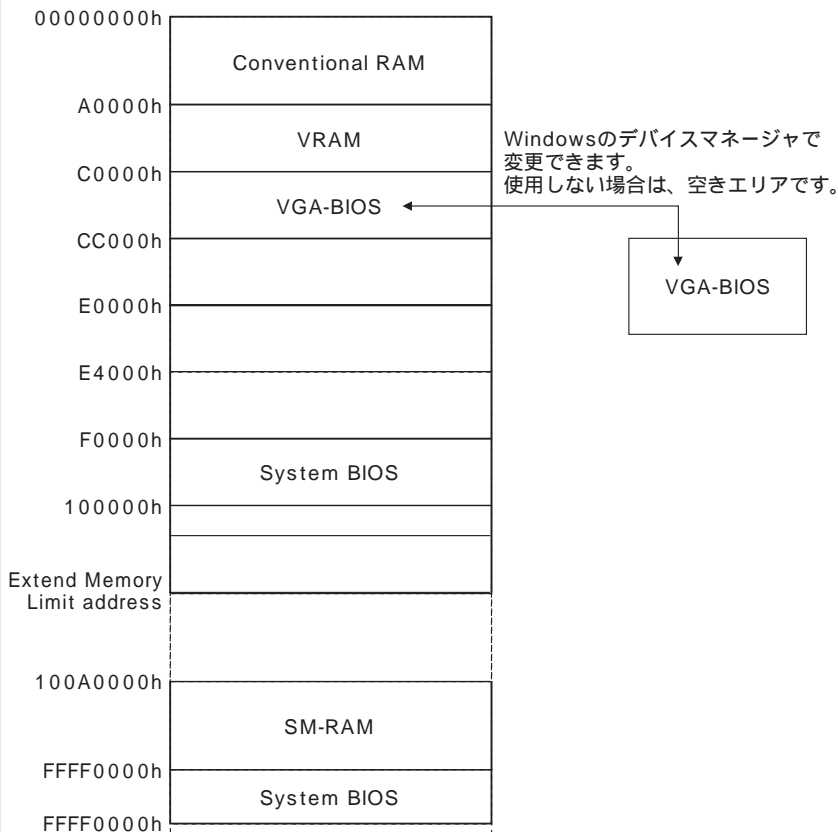 00000000h
Conventional RAM
A0000h
VRAM
Windowsのデバイスマネージャで
変更できます。
使用しない場合は、空きエリアです。
C0000h
VGA-BIOS
CC000h
VGA-BIOS
E0000h
E4000h
F0000h
System BIOS
100000h
Extend Memory
Limit address
100A0000h
SM-RAM
FFFF0000h
System BIOS
FFFF0000h